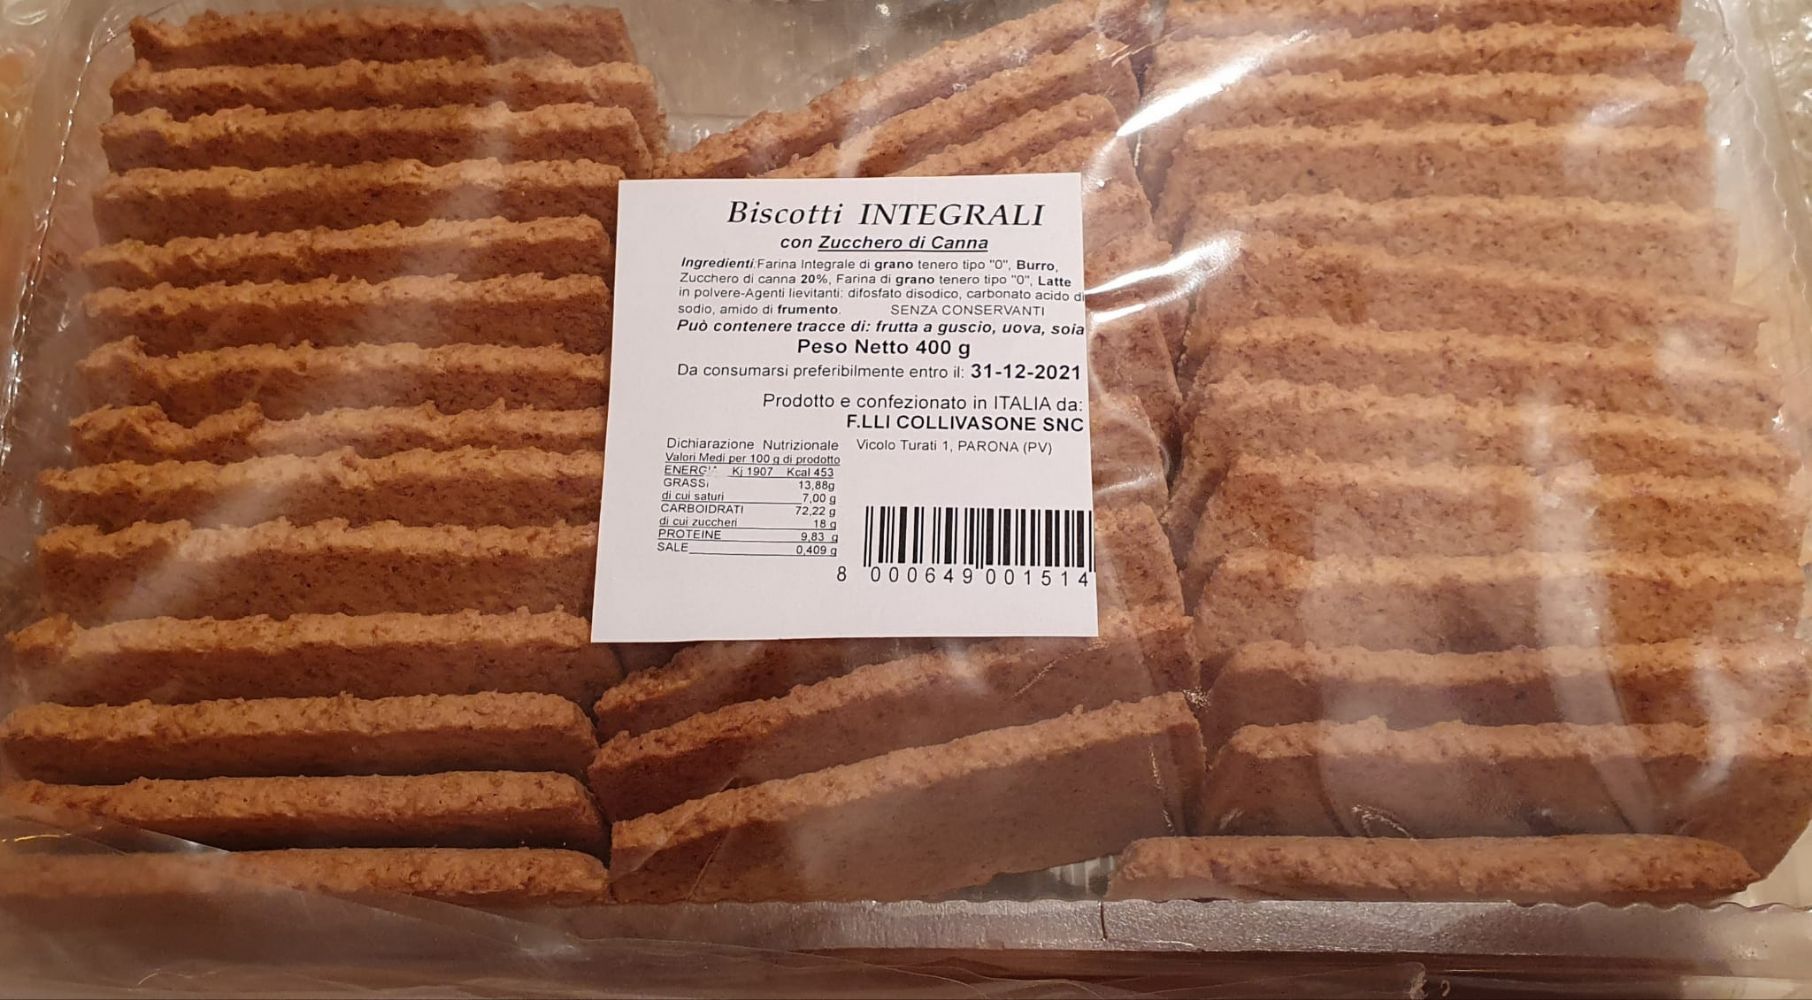 Biscotti INTEGRALI
con Zucchero di Canna
Ingredienti Farina Integrale di grano tenero tipo "0", Burro,
Zucchero di canna 20%, Farina di grano tenero tipo "0", Latte
in polvere-Agenti lievitanti: difosfato disodico, carbonato acido di
sodio, amido di frumento. SENZA CONSERVANTI
Può contenere tracce di: frutta a guscio, uova, soia
Peso Netto 400 g
Da consumarsi preferibilmente entro il: 31-12-2021
Prodotto e confezionato in ITALIA da:
F.LLI COLLIVASONE SNC
Vicolo Turati 1, PARONA (PV)
Dichiarazione Nutrizionale
Valori Medi per 100 g di prodotto
Kj 1907 Kcal 453
GRASSI 13,88g
di cui saturi 7,00 g
CARBOIDRATI 72,22 g
di cui zuccheri 18 g
PROTEINE 9,83 g
SALE 0,409 g
8 000649 001514